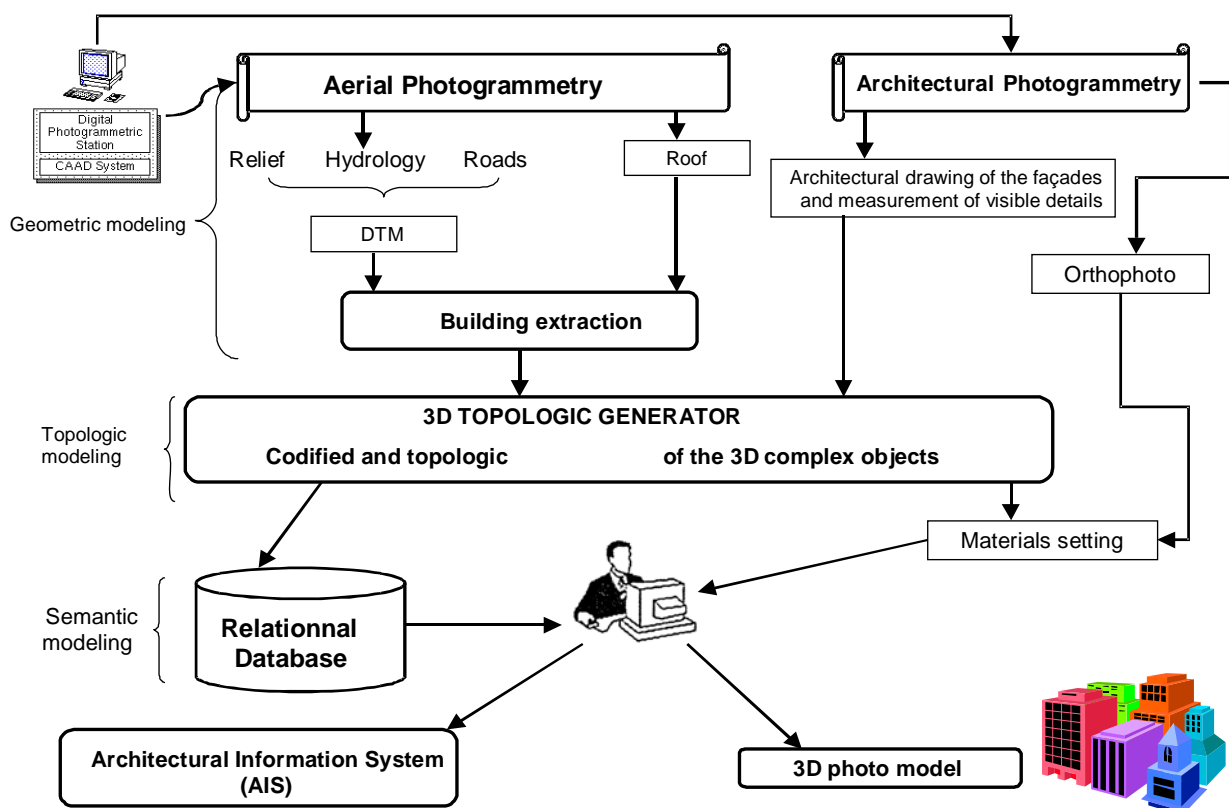 Aerial Photogrammetry
Architectural Photogrammetry
Digital
Photogrammetric
Station
CAAD System
Relief
Hydrology
Roads
Roof
Architectural drawing of the façades
and measurement of visible details
Geometric modeling
DTM
Orthophoto
Building extraction
3D TOPOLOGIC GENERATOR
Codified and topologic of the 3D complex objects
Topologic
modeling
Materials setting
Semantic
modeling
Relationnal
Database
Architectural Information System
(AIS)
3D photo model